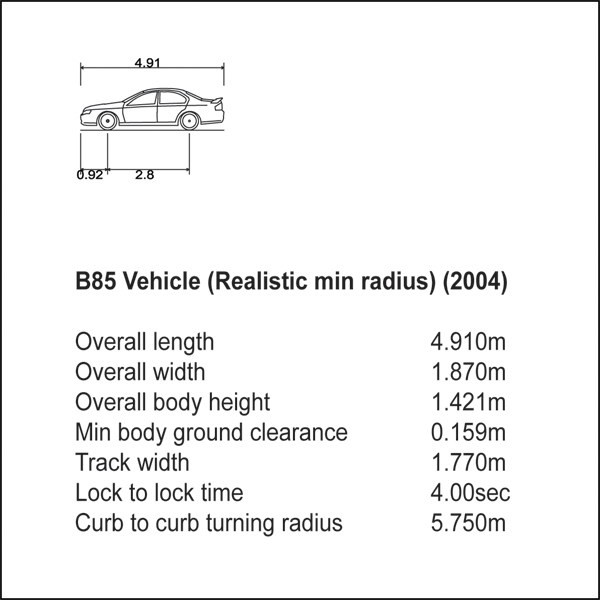 4.91
0.92 2.8
B85 Vehicle (Realistic min radius) (2004)
Overall length 4.910m
Overall width 1.870m
Overall body height 1.421m
Min body ground clearance 0.159m
Track width 1.770m
Lock to lock time 4.00sec
Curb to curb turning radius 5.750m